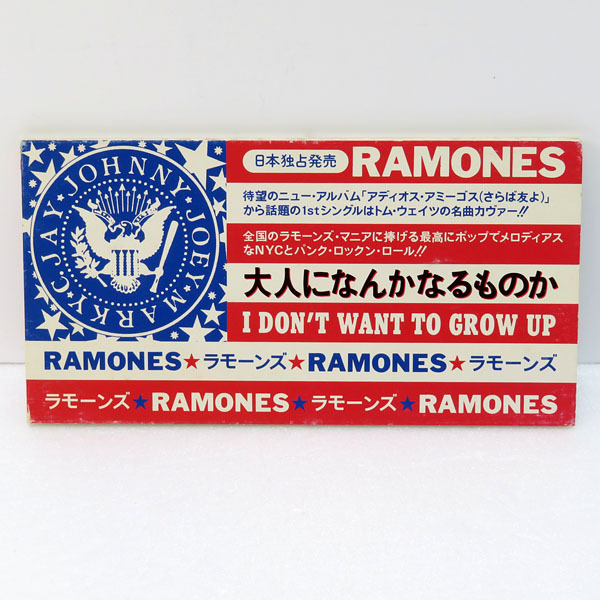 JOHNNY·JOEY·MARKY·C.JAY·
日本独占発売 RAMONES
待望のニュー・アルバム「アディオス・アミーゴス(さらば友よ)」
から話題の1stシングルはトム・ウェイツの名曲カヴァー!!
全国のラモーンズ・マニアに捧げる最高にポップでメロディアス
なNYCとパンク・ロックン・ロール!!
大人になんかなるものか
I DON'T WANT TO GROW UP
RAMONES★ラモーンズ★RAMONES★ラモーンズ
ラモーンズ★RAMONES★ラモーンズ★RAMONES